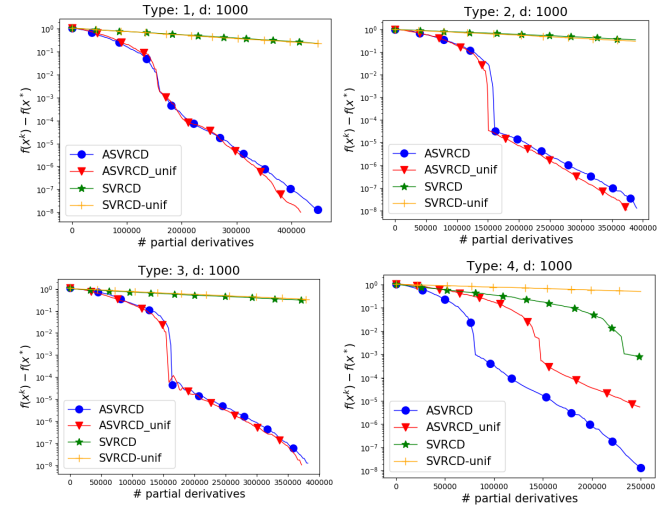 Type: 1, d: 1000
f(x^k) − f(x*)
10^0
10^-1
10^-2
10^-3
10^-4
10^-5
10^-6
10^-7
10^-8
ASVRCD
ASVRCD_unif
SVRCD
SVRCD-unif
0 100000 200000 300000 400000
# partial derivatives
Type: 2, d: 1000
f(x^k) − f(x*)
10^0
10^-1
10^-2
10^-3
10^-4
10^-5
10^-6
10^-7
10^-8
ASVRCD
ASVRCD_unif
SVRCD
SVRCD-unif
0 50000 100000 150000 200000 250000 300000 350000 400000
# partial derivatives
Type: 3, d: 1000
f(x^k) − f(x*)
10^0
10^-1
10^-2
10^-3
10^-4
10^-5
10^-6
10^-7
10^-8
ASVRCD
ASVRCD_unif
SVRCD
SVRCD-unif
0 50000 100000 150000 200000 250000 300000 350000 400000
# partial derivatives
Type: 4, d: 1000
f(x^k) − f(x*)
10^0
10^-1
10^-2
10^-3
10^-4
10^-5
10^-6
10^-7
10^-8
ASVRCD
ASVRCD_unif
SVRCD
SVRCD-unif
0 50000 100000 150000 200000 250000
# partial derivatives